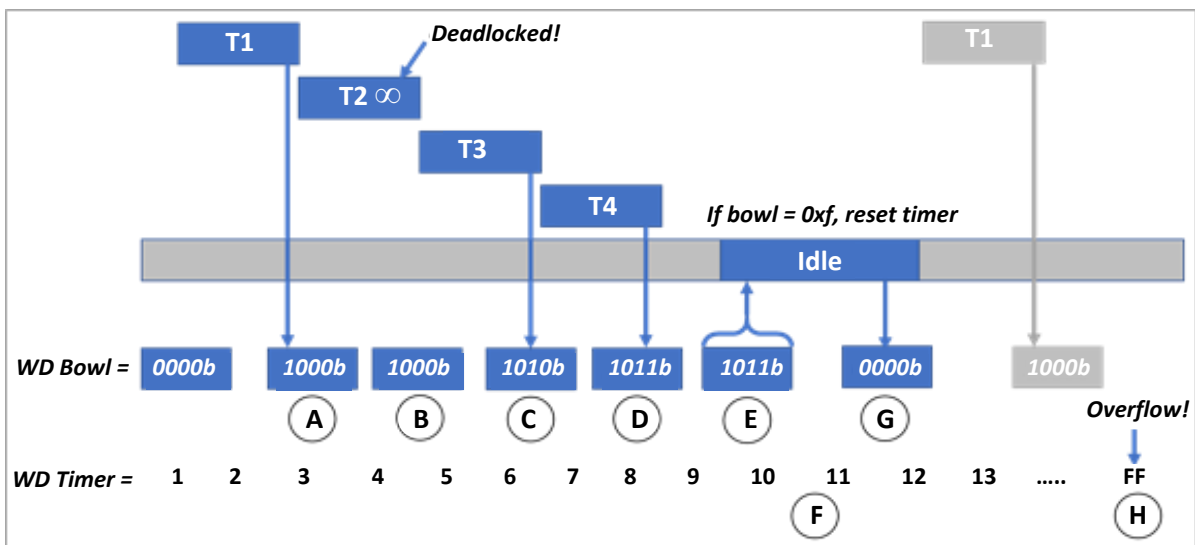 T1
T1
Deadlocked!
T2 ∞
T3
T4
If bowl = 0xf, reset timer
Idle
WD Bowl = 0000b 1000b 1000b 1010b 1011b 1011b 0000b 1000b
A B C D E G
Overflow!
WD Timer = 1 2 3 4 5 6 7 8 9 10 11 12 13 ..... FF
F H